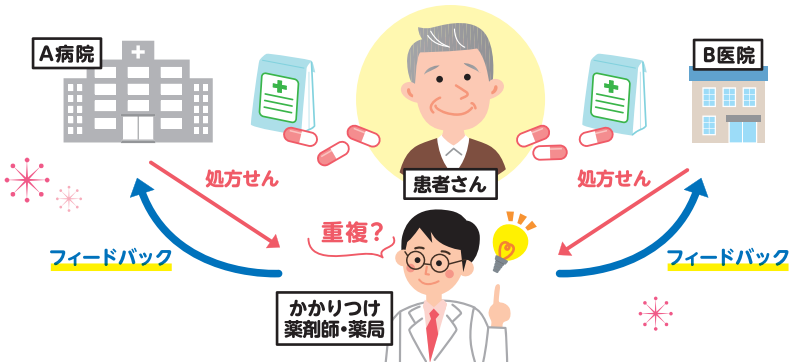 A病院
B医院
患者さん
処方せん
処方せん
重複?
フィードバック
フィードバック
かかりつけ
薬剤師・薬局